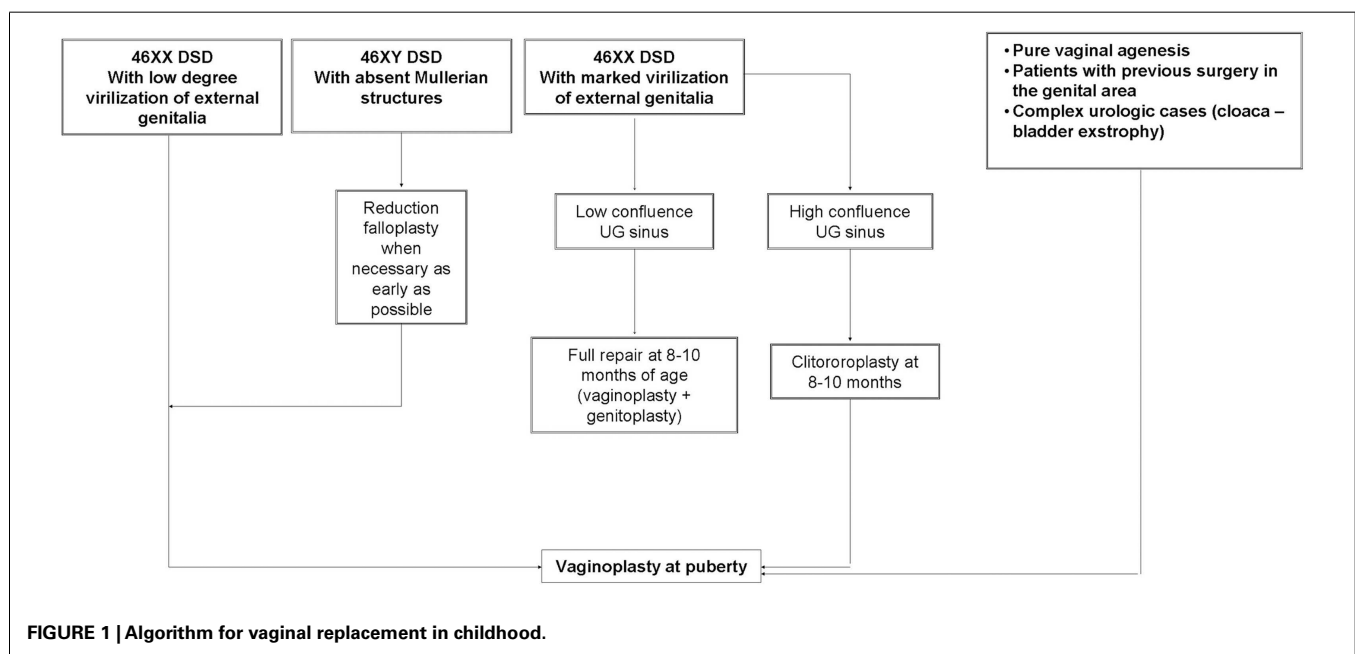 46XX DSD
With low degree
virilization of external
genitalia
46XY DSD
With absent Mullerian
structures
46XX DSD
With marked virilization
of external genitalia
• Pure vaginal agenesis
• Patients with previous surgery in
the genital area
• Complex urologic cases (cloaca –
bladder exstrophy)
Reduction
falloplasty
when
necessary as
early as
possible
Low confluence
UG sinus
High confluence
UG sinus
Full repair at 8-10
months of age
(vaginoplasty +
genitoplasty)
Clitororoplasty at
8-10 months
Vaginoplasty at puberty
FIGURE 1 | Algorithm for vaginal replacement in childhood.